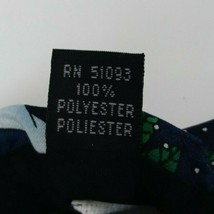 RN 51093
100%
POLYESTER
POLIESTER